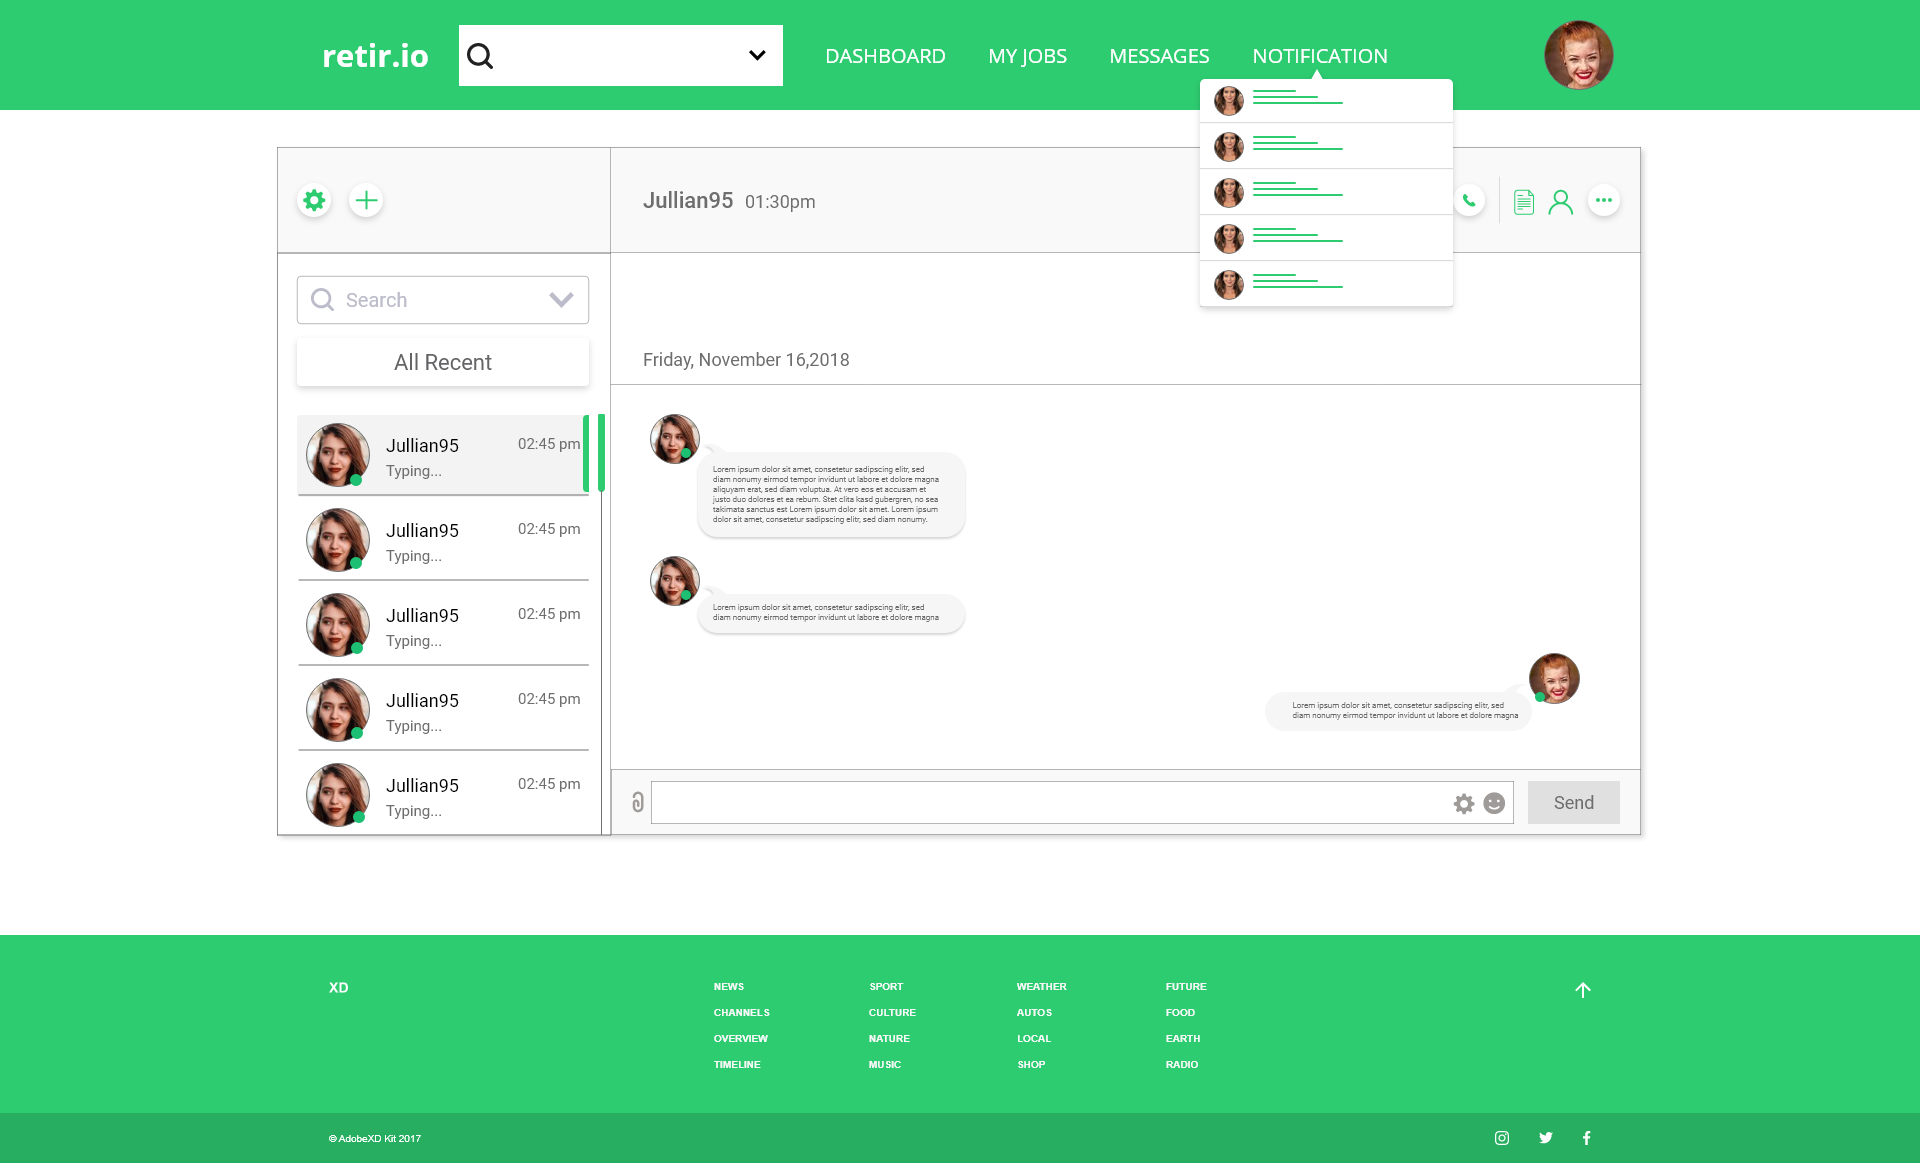 retir.io
DASHBOARD
MY JOBS
MESSAGES
NOTIFICATION
Jullian95 01:30pm
Search
All Recent
Friday, November 16,2018
Jullian95
02:45 pm
Typing...
Jullian95
02:45 pm
Typing...
Jullian95
02:45 pm
Typing...
Jullian95
02:45 pm
Typing...
Jullian95
02:45 pm
Typing...
Lorem ipsum dolor sit amet, consetetur sadipscing elitr, sed
diam nonumy eirmod tempor invidunt ut labore et dolore magna
aliquyam erat, sed diam voluptua. At vero eos et accusam et
justo duo dolores et ea rebum. Stet clita kasd gubergren, no sea
takimata sanctus est Lorem ipsum dolor sit amet. Lorem ipsum
dolor sit amet, consetetur sadipscing elitr, sed diam nonumy.
Lorem ipsum dolor sit amet, consetetur sadipscing elitr, sed
diam nonumy eirmod tempor invidunt ut labore et dolore magna
Lorem ipsum dolor sit amet, consetetur sadipscing elitr, sed
diam nonumy eirmod tempor invidunt ut labore et dolore magna
Send
XD
NEWS
CHANNELS
OVERVIEW
TIMELINE
SPORT
CULTURE
NATURE
MUSIC
WEATHER
AUTOS
LOCAL
SHOP
FUTURE
FOOD
EARTH
RADIO
© AdobeXD Kit 2017